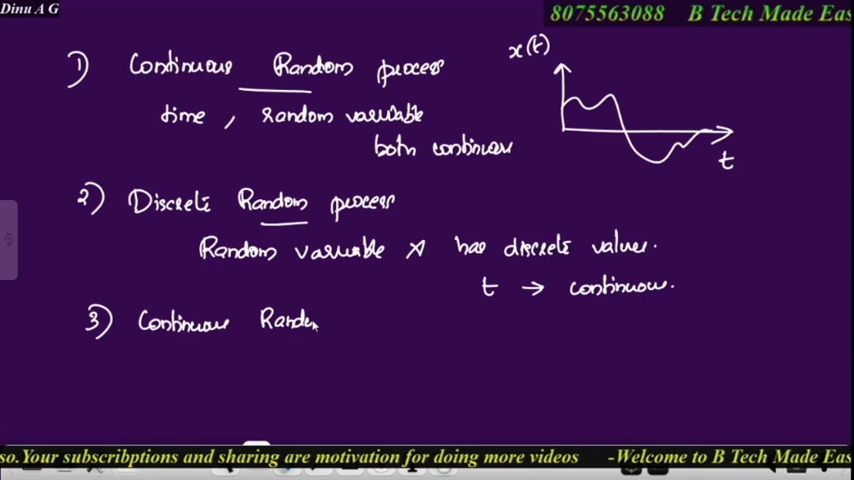 Dinu A G
8075563088 B Tech Made Eas
1) Continuous Random process
x(t)
time, random variable
both continuous
t
2) Discrete Random process
Random variable X has discrete values.
t → continuous.
3) Continuous Rando
so.Your subscribptions and sharing are motivation for doing more videos -Welcome to B Tech Made Eas